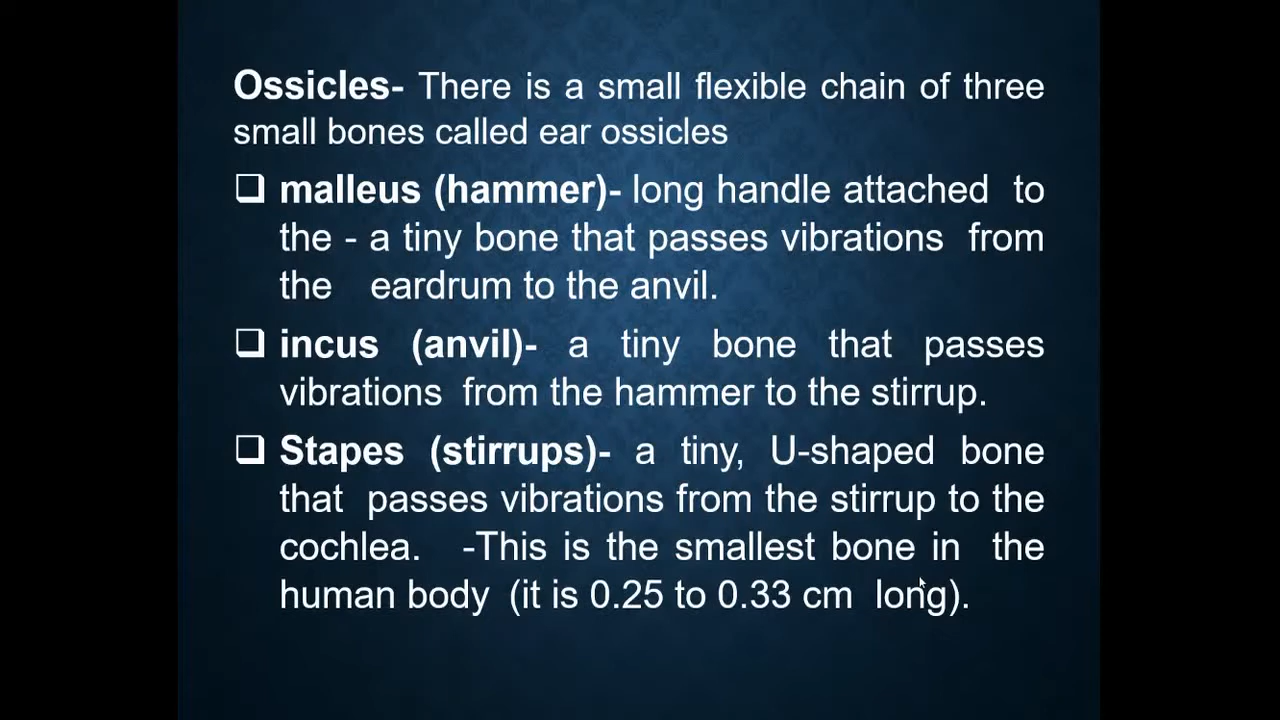 Ossicles- There is a small flexible chain of three
small bones called ear ossicles
❑ malleus (hammer)- long handle attached to
the - a tiny bone that passes vibrations from
the eardrum to the anvil.
❑ incus (anvil)- a tiny bone that passes
vibrations from the hammer to the stirrup.
❑ Stapes (stirrups)- a tiny, U-shaped bone
that passes vibrations from the stirrup to the
cochlea. -This is the smallest bone in the
human body (it is 0.25 to 0.33 cm long).